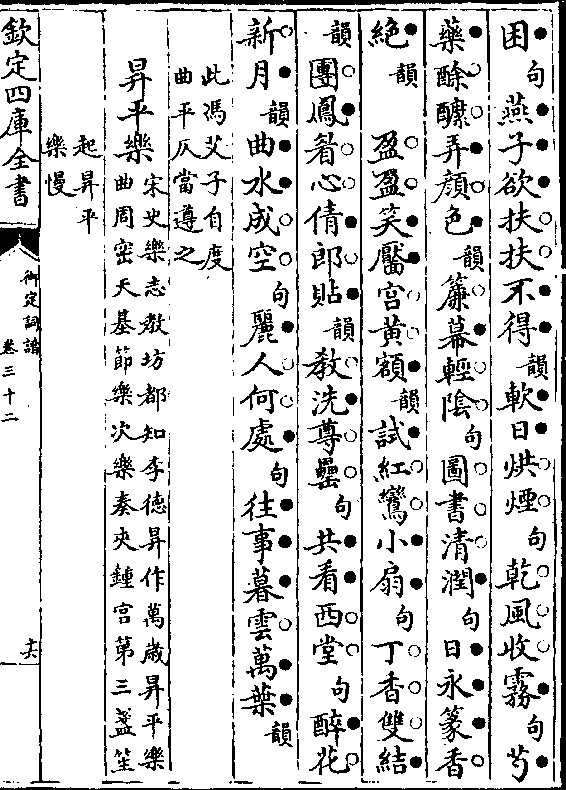 困句燕子欲扶扶不得韻軟日烘煙句乾風收霧句芍
藥酴醿弄顔色韻簾幕輕陰句圖書清潤句日永篆香
絶韻盈盈笑靨宫黄額韻試紅鸞小扇句丁香雙結
韻團鳳眉心倩郎貼韻教洗尊罍句共看西堂句醉花
新月韻曲水成空句麗人何處句往事暮雲萬葉韻
此馮艾子自度
曲平仄當遵之
昇平樂宋史樂志教坊都知李德昇作萬歲昇平樂
曲周密天基節樂次樂奏夾鍾宫第三盞笙
起昇平
樂慢
欽定四庫全書
御定詞譜
卷三十二
六